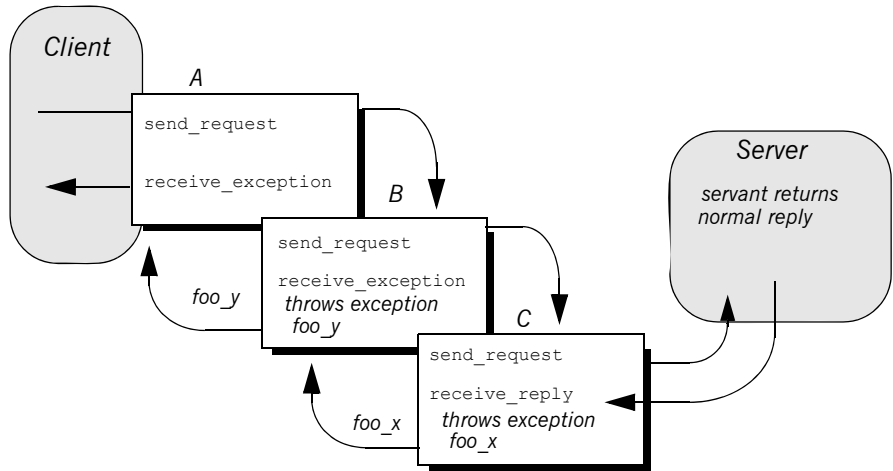 Client
A
send_request
receive_exception
B
send_request
receive_exception
throws exception
foo_y
foo_y
C
send_request
receive_reply
throws exception
foo_x
foo_x
Server
servant returns
normal reply